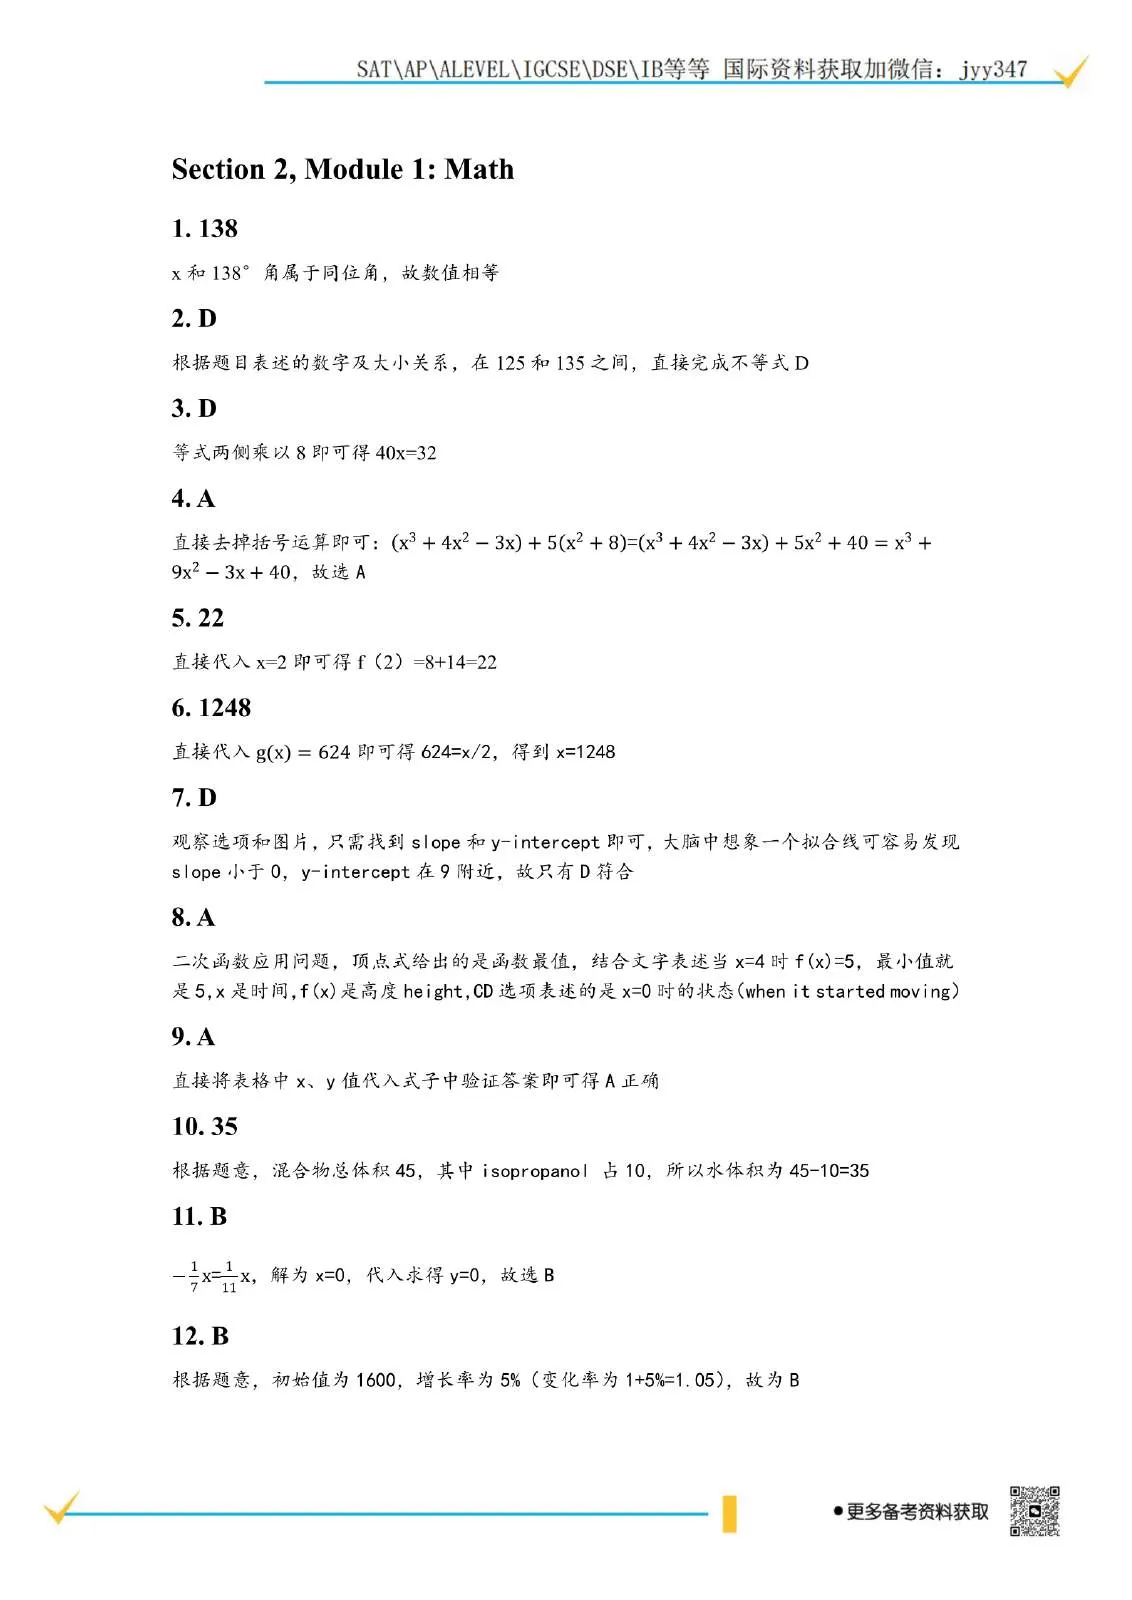 SAT\AP\ALEVEL\IGCSE\DSE\IB等等 国际资料获取加微信：jyy347
Section 2, Module 1: Math
1. 138
x 和 138° 角属于同位角，故数值相等
2. D
根据题目表述的数字及大小关系，在 125 和 135 之间，直接完成不等式 D
3. D
等式两侧乘以 8 即可得 40x=32
4. A
直接去掉括号运算即可：(x³ + 4x² − 3x) + 5(x² + 8)=(x³ + 4x² − 3x) + 5x² + 40 = x³ +
9x² − 3x + 40，故选 A
5. 22
直接代入 x=2 即可得 f（2）=8+14=22
6. 1248
直接代入 g(x) = 624 即可得 624=x/2，得到 x=1248
7. D
观察选项和图片，只需找到 slope 和 y-intercept 即可，大脑中想象一个拟合线可容易发现
slope 小于 0，y-intercept 在 9 附近，故只有 D 符合
8. A
二次函数应用问题，顶点式给出的是函数最值，结合文字表述当 x=4 时 f(x)=5，最小值就
是 5,x 是时间,f(x)是高度 height,CD 选项表述的是 x=0 时的状态(when it started moving)
9. A
直接将表格中 x、y 值代入式子中验证答案即可得 A 正确
10. 35
根据题意，混合物总体积 45，其中 isopropanol 占 10，所以水体积为 45-10=35
11. B
−1/7x=1/11x，解为 x=0，代入求得 y=0，故选 B
12. B
根据题意，初始值为 1600，增长率为 5%（变化率为 1+5%=1.05），故为 B
●更多备考资料获取